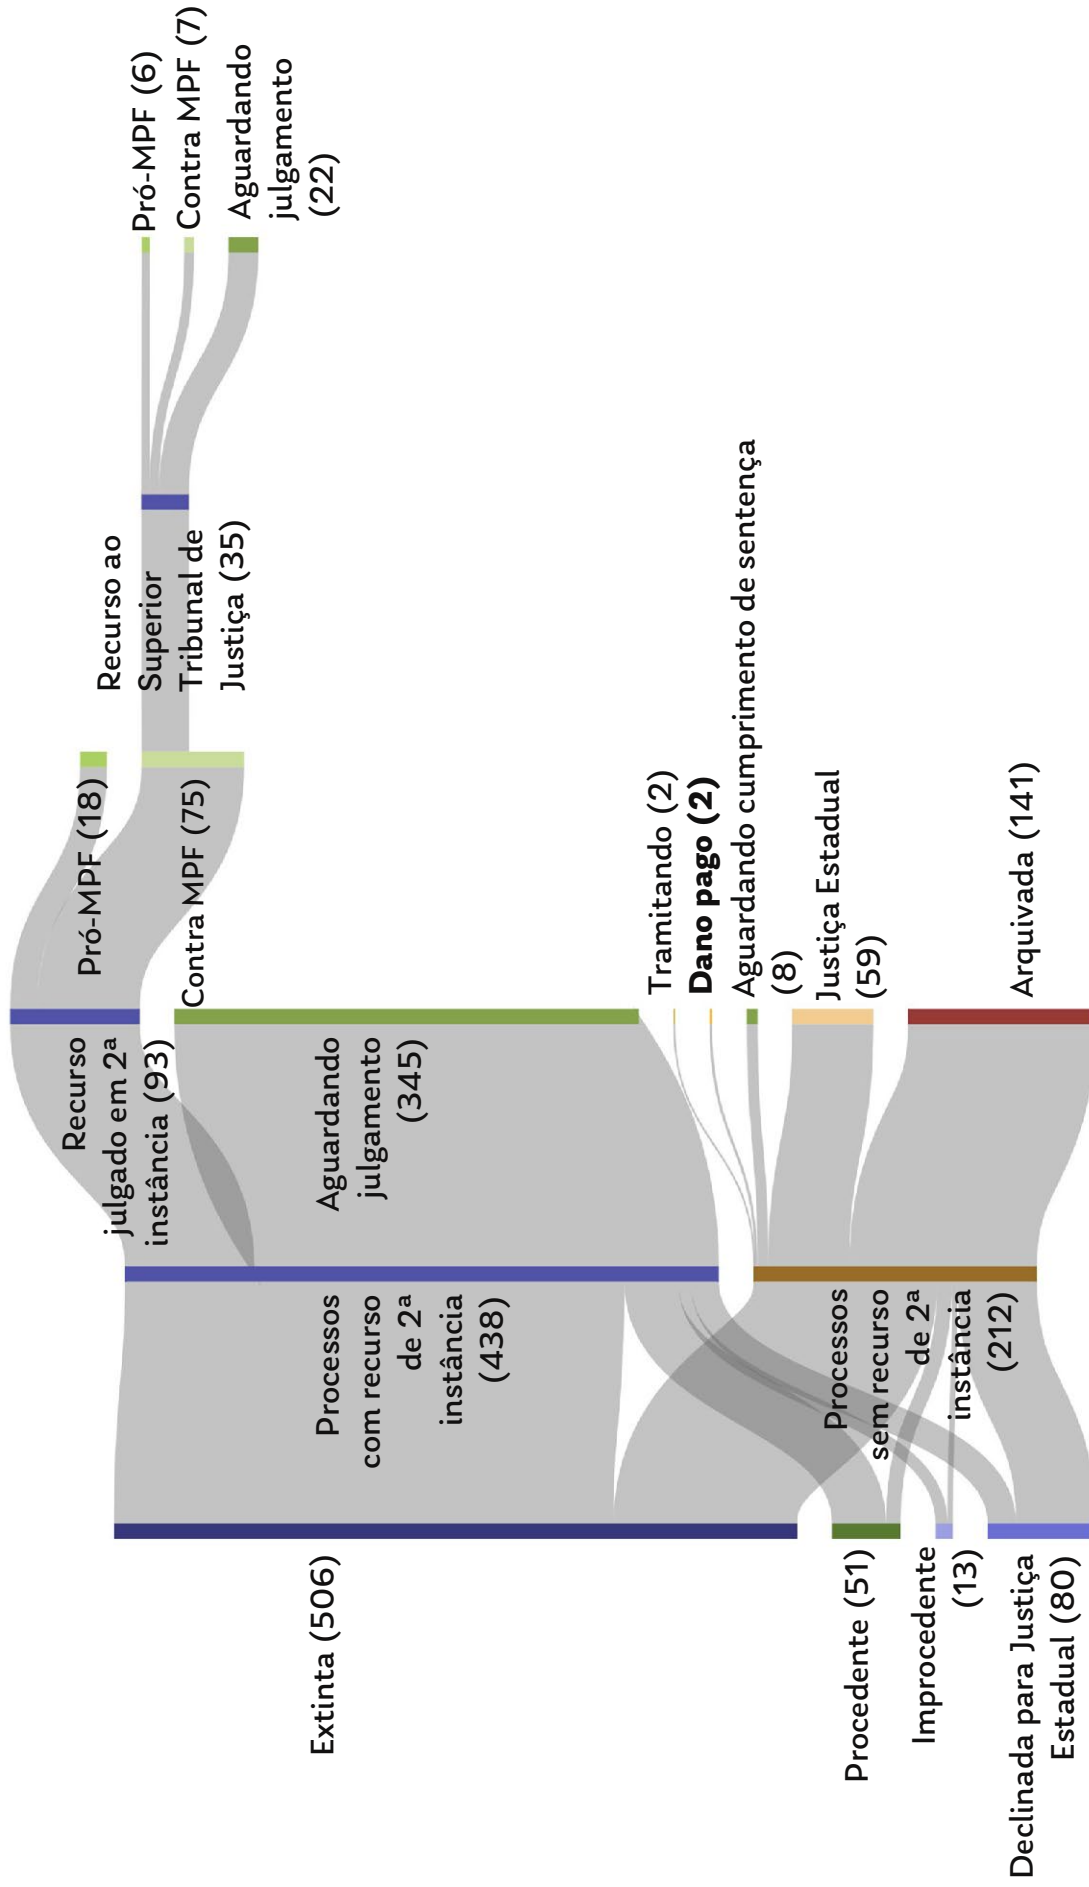 Extinta (506)
Procedente (51)
Improcedente
(13)
Declinada para Justiça
Estadual (80)
Processos
com recurso
de 2ª
instância
(438)
Processos
sem recurso
de 2ª
instância
(212)
Recurso
julgado em 2ª
instância (93)
Aguardando
julgamento
(345)
Tramitando (2)
Dano pago (2)
Aguardando cumprimento de sentença
(8)
Justiça Estadual
(59)
Arquivada (141)
Pró-MPF (18)
Contra MPF (75)
Recurso ao
Superior
Tribunal de
Justiça (35)
Pró-MPF (6)
Contra MPF (7)
Aguardando
julgamento
(22)